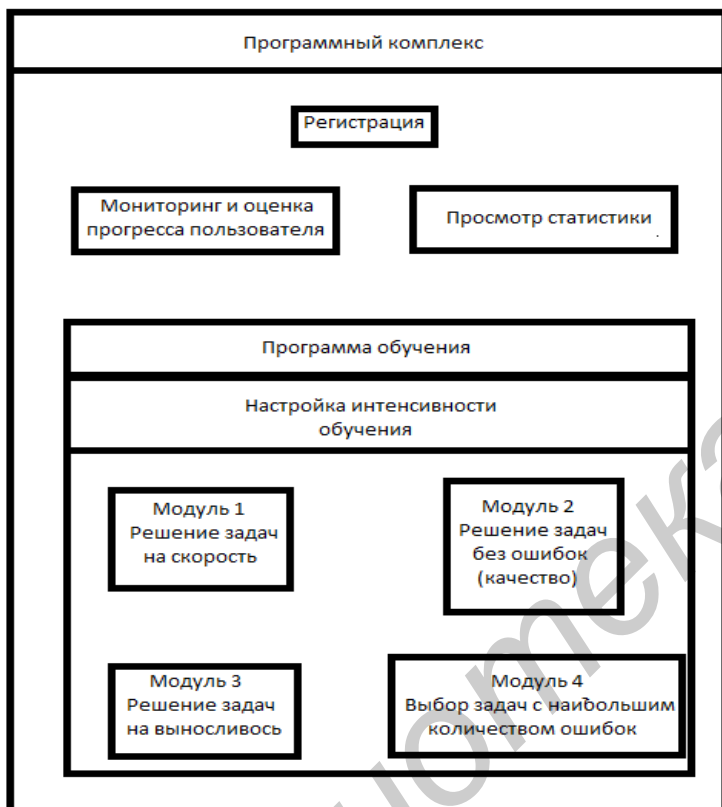 Программный комплекс
Регистрация
Мониторинг и оценка
прогресса пользователя
Просмотр статистики
.
Программа обучения
Настройка интенсивности
обучения
Модуль 1
Решение задач
на скорость
Модуль 2
Решение задач
без ошибок
(качество)
Модуль 3
Решение задач
на выносливось
Модуль 4
Выбор задач с наибольшим
количеством ошибок